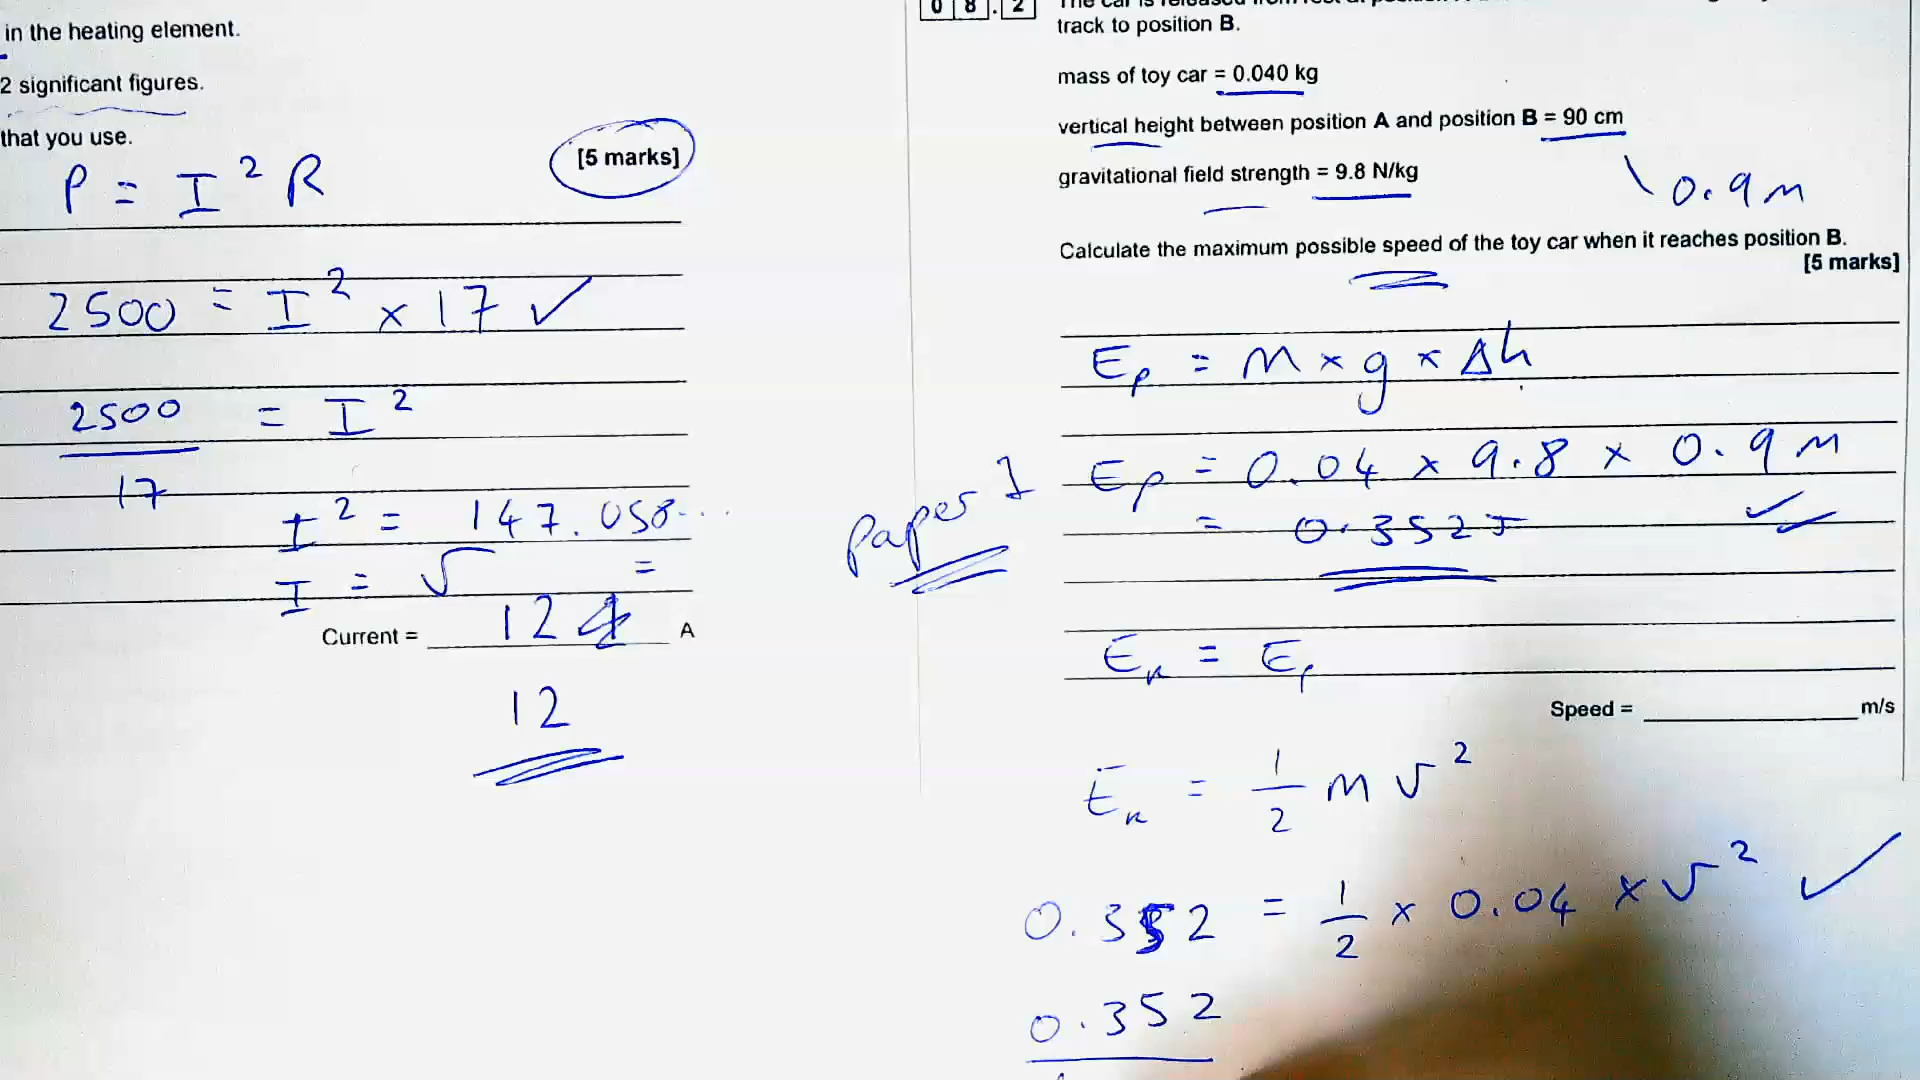 in the heating element.
2 significant figures.
that you use.
[5 marks]
P = I² R
2500 = I² × 17 ✓
2500 = I²
17
I² = 147.058...
I = √ =
Current = 12 A
12
Paper 1
08.2
track to position B.
mass of toy car = 0.040 kg
vertical height between position A and position B = 90 cm
gravitational field strength = 9.8 N/kg
0.9m
Calculate the maximum possible speed of the toy car when it reaches position B.
[5 marks]
Ep = m × g × Δh
Ep = 0.04 × 9.8 × 0.9 m
= 0.352J ✓✓
Ek = Ep
Speed = m/s
Ek = 1/2 m v²
0.352 = 1/2 × 0.04 × v² ✓
0.352